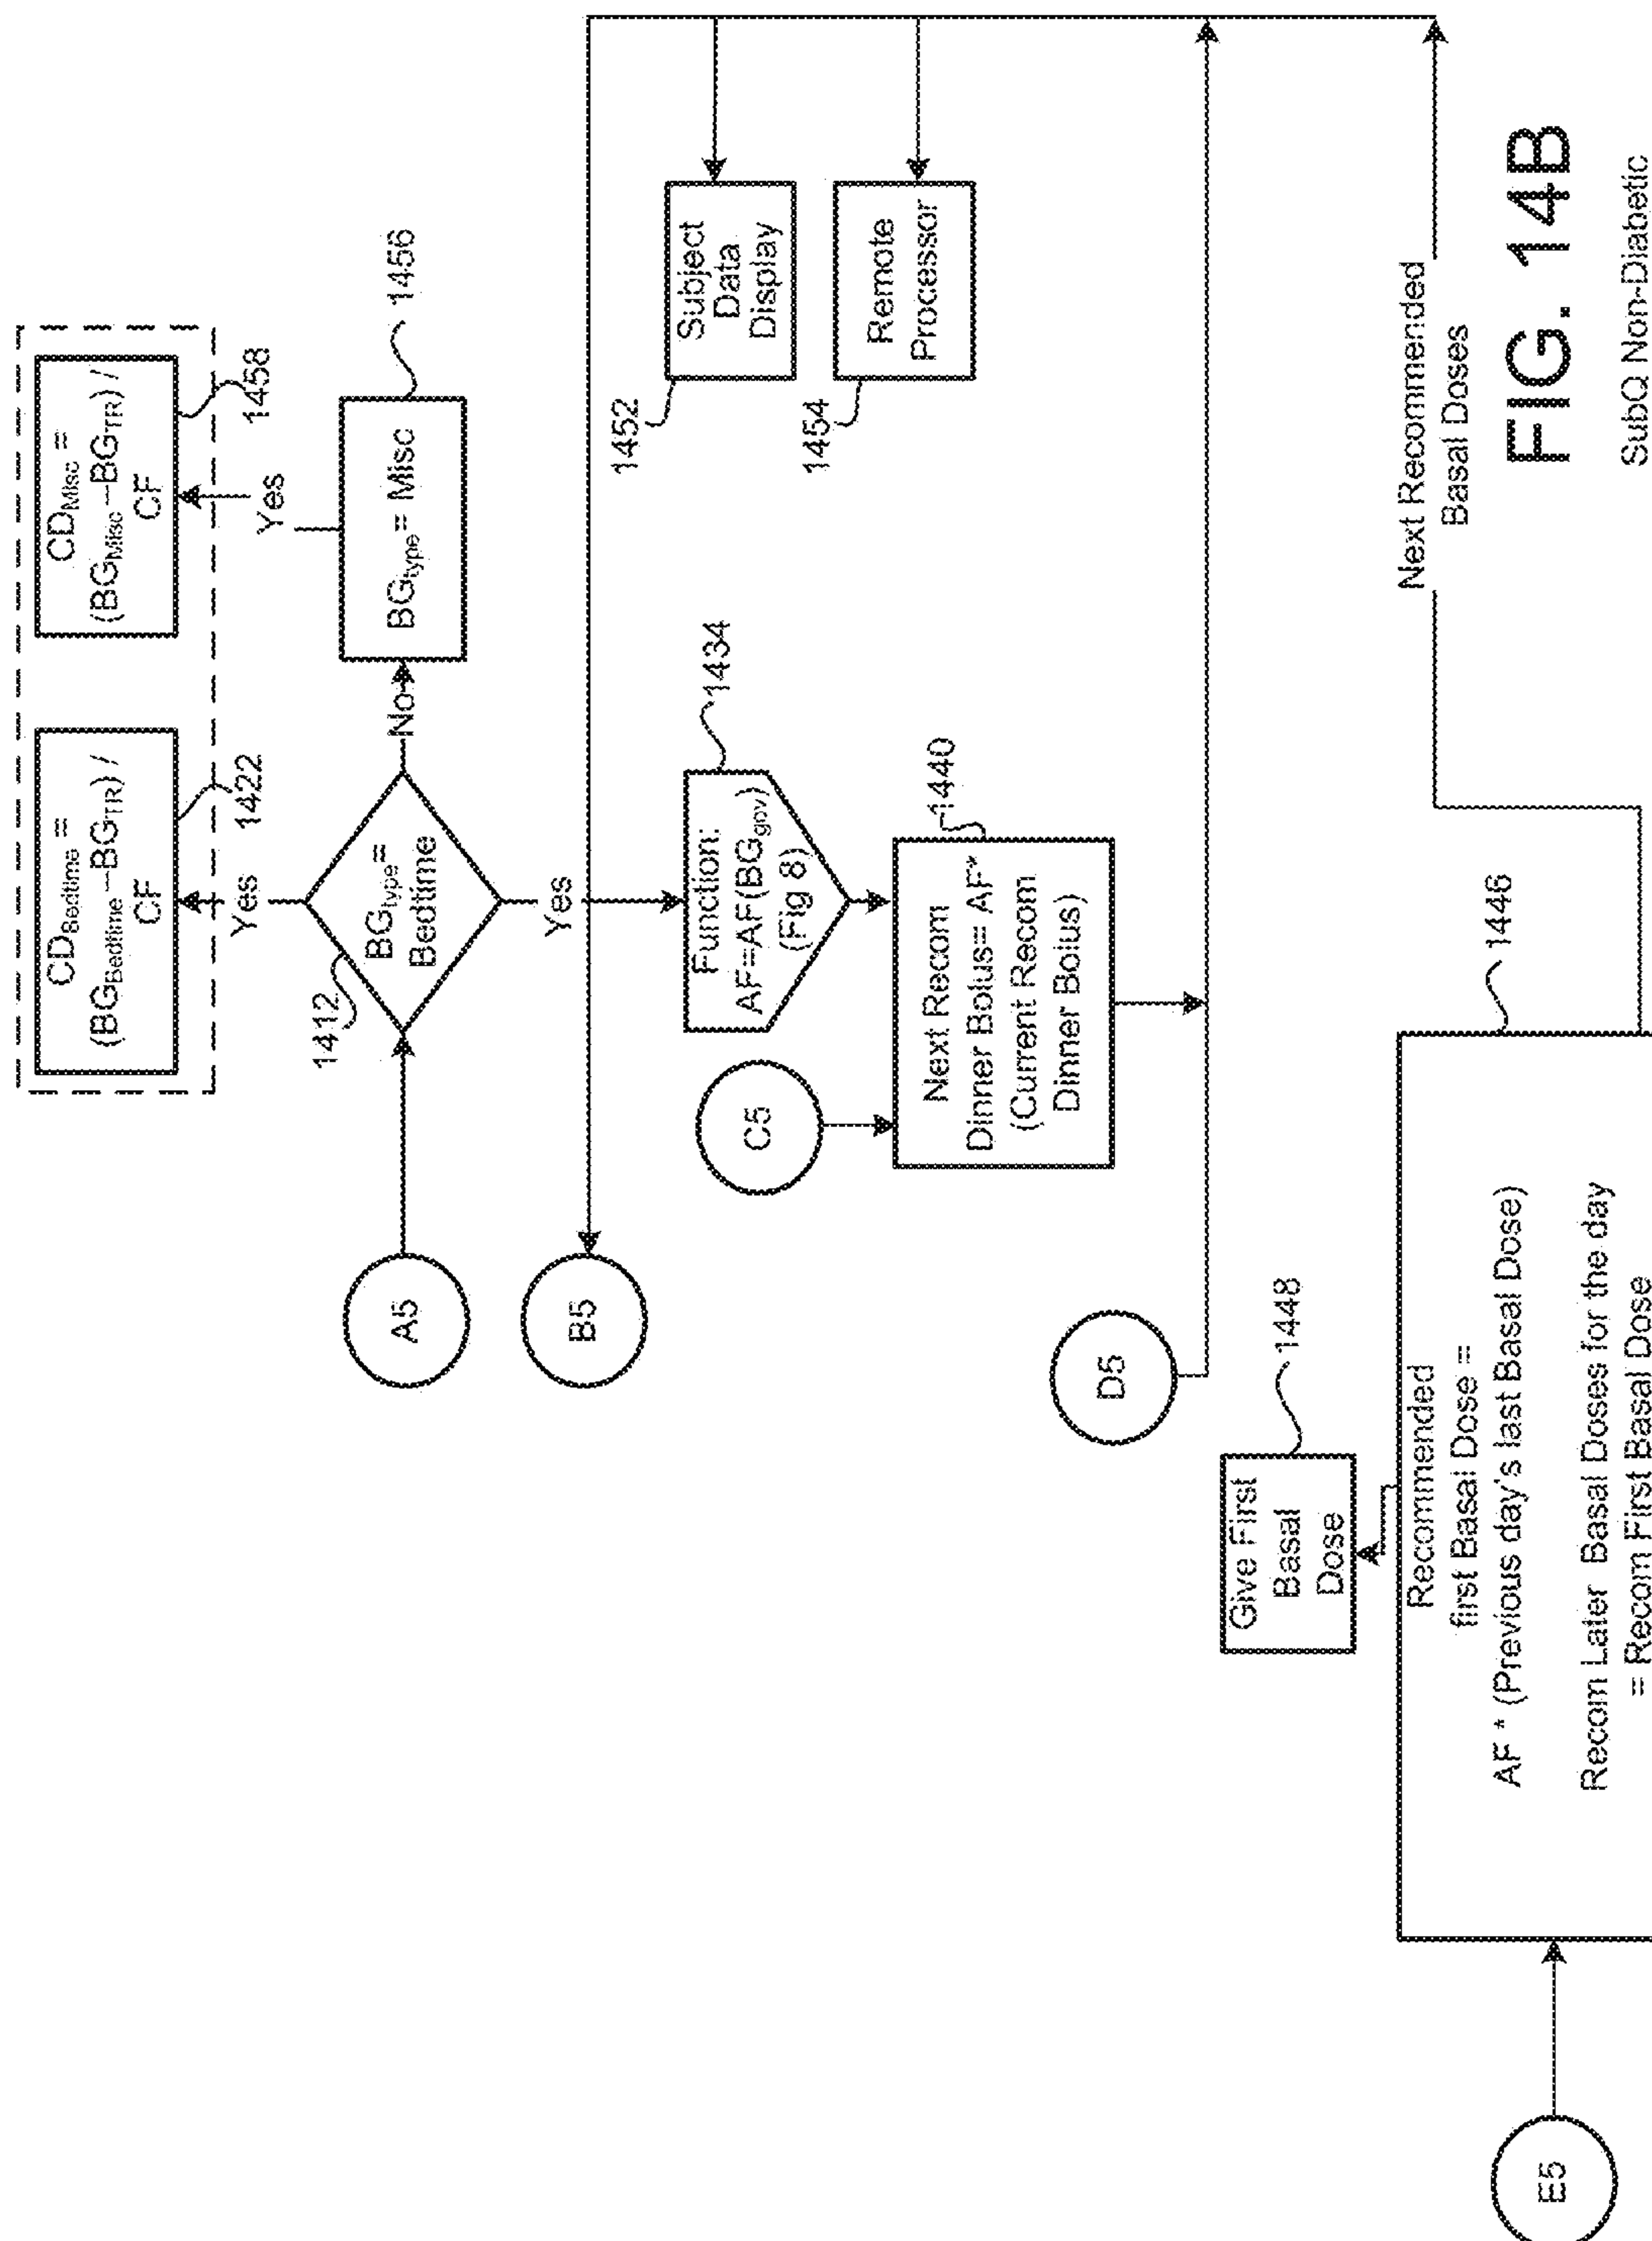 CD_Bedtime =
(BG_Bedtime–BG_TR) /
CF
1422
CD_Misc =
(BG_Misc–BG_TR) /
CF
1458
Yes
Yes
A5
1412
BG_type=
Bedtime
No
BG_type= Misc
1456
Yes
B5
C5
Function:
AF=AF(BG_gov)
(Fig 8)
1434
1452
Subject
Data
Display
Next Recom
Dinner Bolus= AF*
(Current Recom
Dinner Bolus)
1440
1454
Remote
Processor
D5
Give First
Basal
Dose
1448
E5
Recommended
first Basal Dose =
AF * (Previous day's last Basal Dose)
Recom Later Basal Doses for the day
= Recom First Basal Dose
1446
Next Recommended
Basal Doses
FIG. 14B
SubQ Non-Diabetic